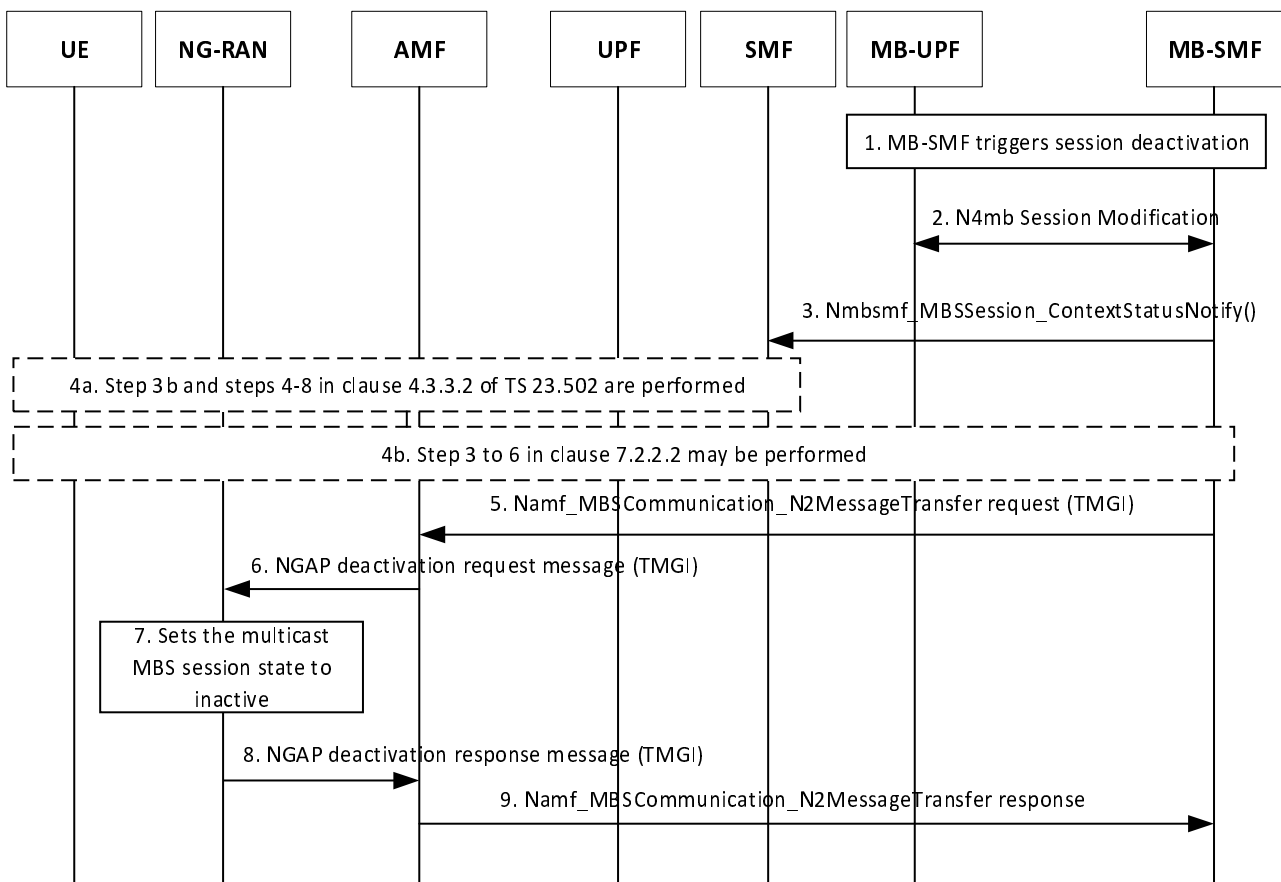 UE NG-RAN AMF UPF SMF MB-UPF MB-SMF
1. MB-SMF triggers session deactivation
2. N4mb Session Modification
3. Nmbsmf_MBSSession_ContextStatusNotify()
4a. Step 3b and steps 4-8 in clause 4.3.3.2 of TS 23.502 are performed
4b. Step 3 to 6 in clause 7.2.2.2 may be performed
5. Namf_MBSCommunication_N2MessageTransfer request (TMGI)
6. NGAP deactivation request message (TMGI)
7. Sets the multicast
MBS session state to
inactive
8. NGAP deactivation response message (TMGI)
9. Namf_MBSCommunication_N2MessageTransfer response